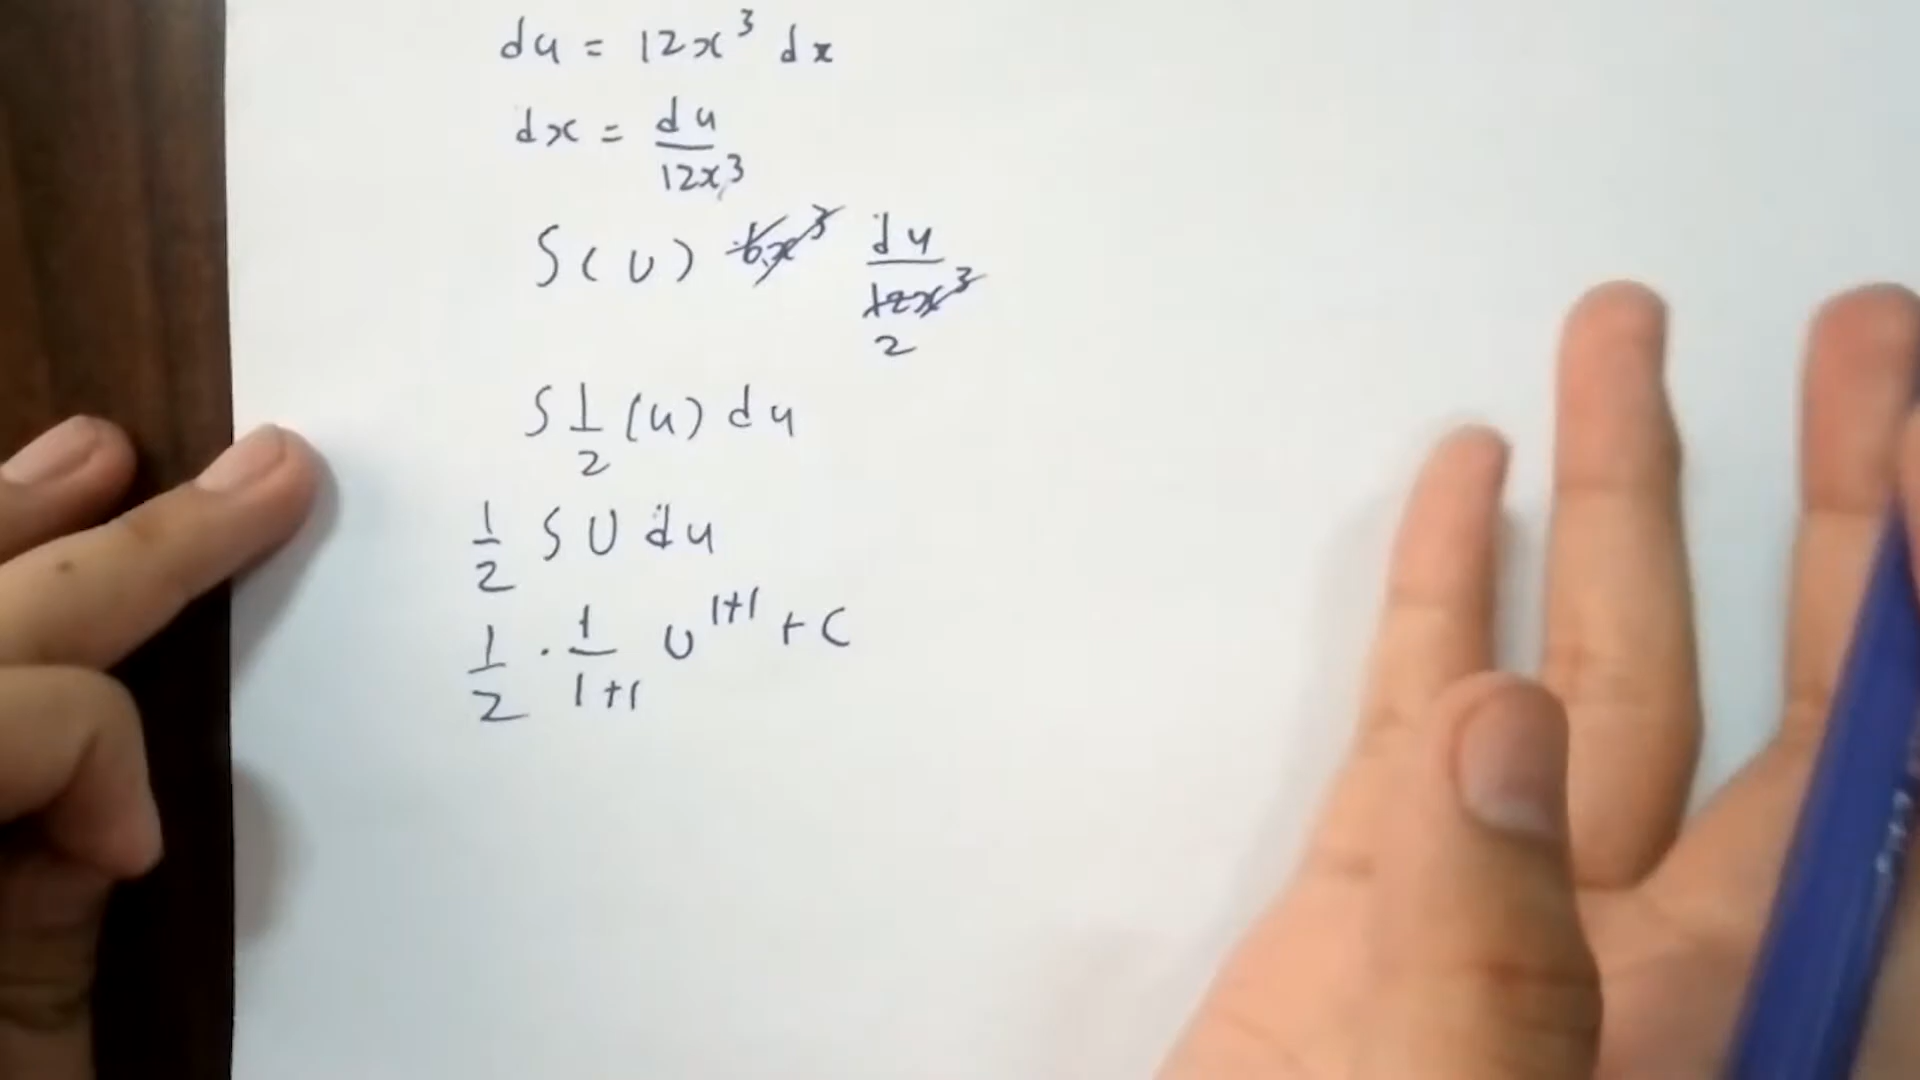 du = 12x³ dx
dx = du/12x³
∫(u) 6x³ du/12x³ 2
∫ 1/2 (u) du
1/2 ∫ u du
1/2 · 1/1+1 u¹⁺¹ + C